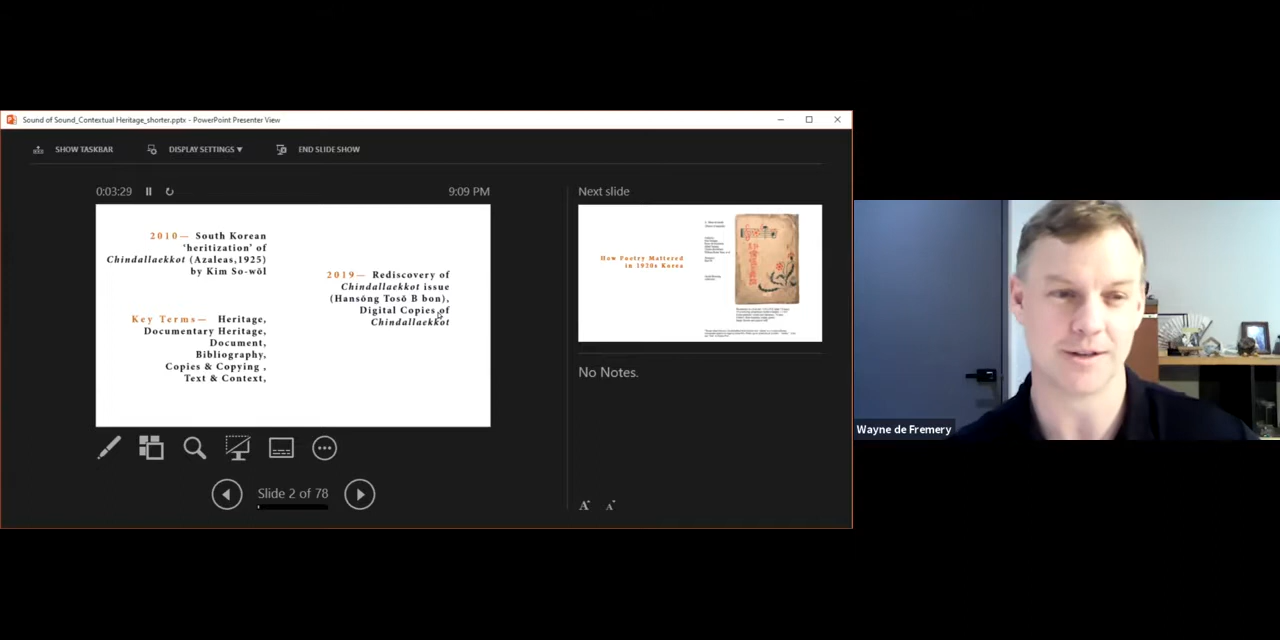 Sound of Sound_Contextual Heritage_shorter.pptx - PowerPoint Presenter View
SHOW TASKBAR
DISPLAY SETTINGS ▼
END SLIDE SHOW
0:03:29
9:09 PM
2010— South Korean
‘heritization’ of
Chindallaekkot (Azaleas,1925)
by Kim So-wŏl
Key Terms— Heritage,
Documentary Heritage,
Document,
Bibliography,
Copies & Copying ,
Text & Context,
2019— Rediscovery of
Chindallaekkot issue
(Hansŏng Tosŏ B bon),
Digital Copies of
Chindallaekkot
Slide 2 of 78
Next slide
How Poetry Mattered
in 1920s Korea
No Notes.
A A
Wayne de Fremery